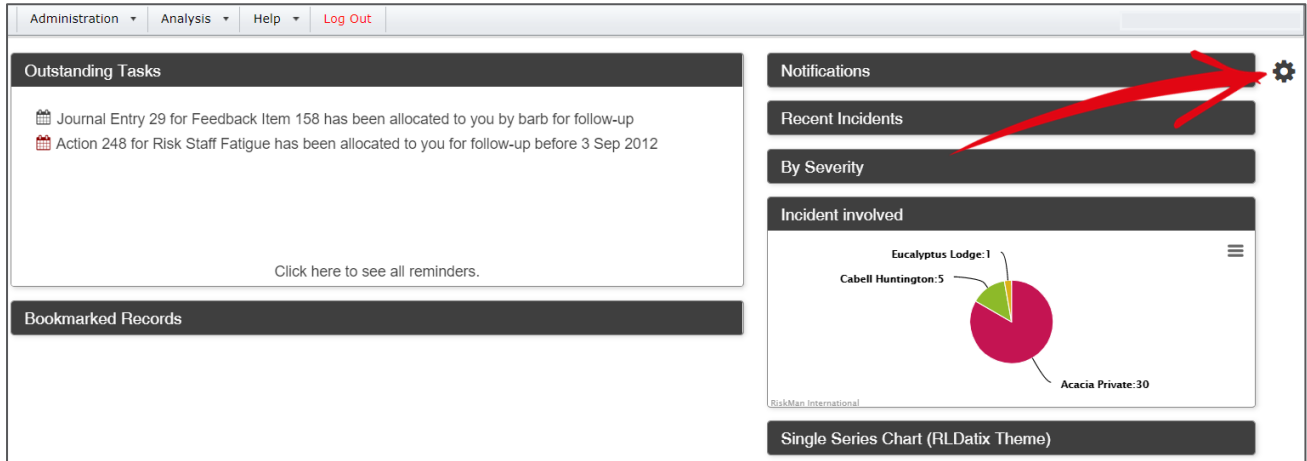 Administration
Analysis
Help
Log Out
Outstanding Tasks
Journal Entry 29 for Feedback Item 158 has been allocated to you by barb for follow-up
Action 248 for Risk Staff Fatigue has been allocated to you for follow-up before 3 Sep 2012
Click here to see all reminders.
Bookmarked Records
Notifications
Recent Incidents
By Severity
Incident involved
Eucalyptus Lodge:1
Cabell Huntington:5
Acacia Private:30
RiskMan International
Single Series Chart (RLDatix Theme)